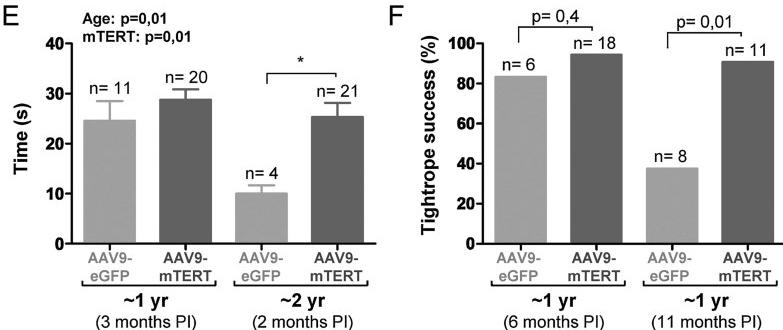 E
Age: p=0,01
mTERT: p=0,01
Time (s)
40
30
20
10
0
n= 11
n= 20
n= 4
*
n= 21
AAV9-
eGFP
AAV9-
mTERT
AAV9-
eGFP
AAV9-
mTERT
~1 yr
(3 months PI)
~2 yr
(2 months PI)
F
Tightrope success (%)
100
80
60
40
20
0
p= 0,4
n= 6
n= 18
p= 0,01
n= 8
n= 11
AAV9-
eGFP
AAV9-
mTERT
AAV9-
eGFP
AAV9-
mTERT
~1 yr
(6 months PI)
~1 yr
(11 months PI)